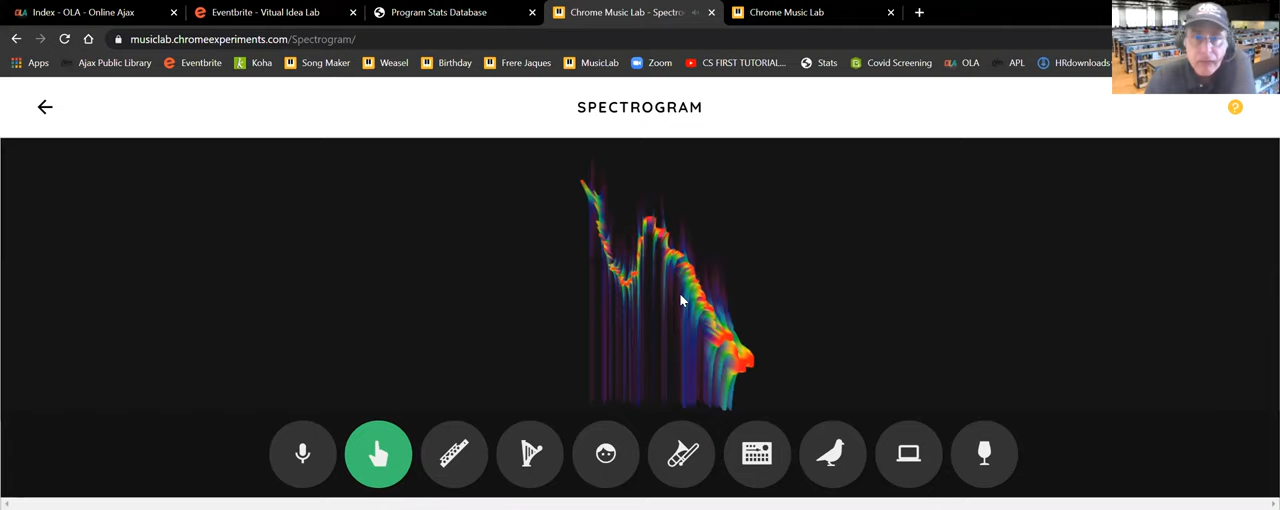 OLA Index - OLA - Online Ajax Eventbrite - Vitual Idea Lab Program Stats Database Chrome Music Lab - Spectro Chrome Music Lab
musiclab.chromeexperiments.com/Spectrogram/
Apps Ajax Public Library Eventbrite Koha Song Maker Weasel Birthday Frere Jaques MusicLab Zoom CS FIRST TUTORIAL... Stats Covid Screening OLA OLA APL HRdownloads
SPECTROGRAM
?